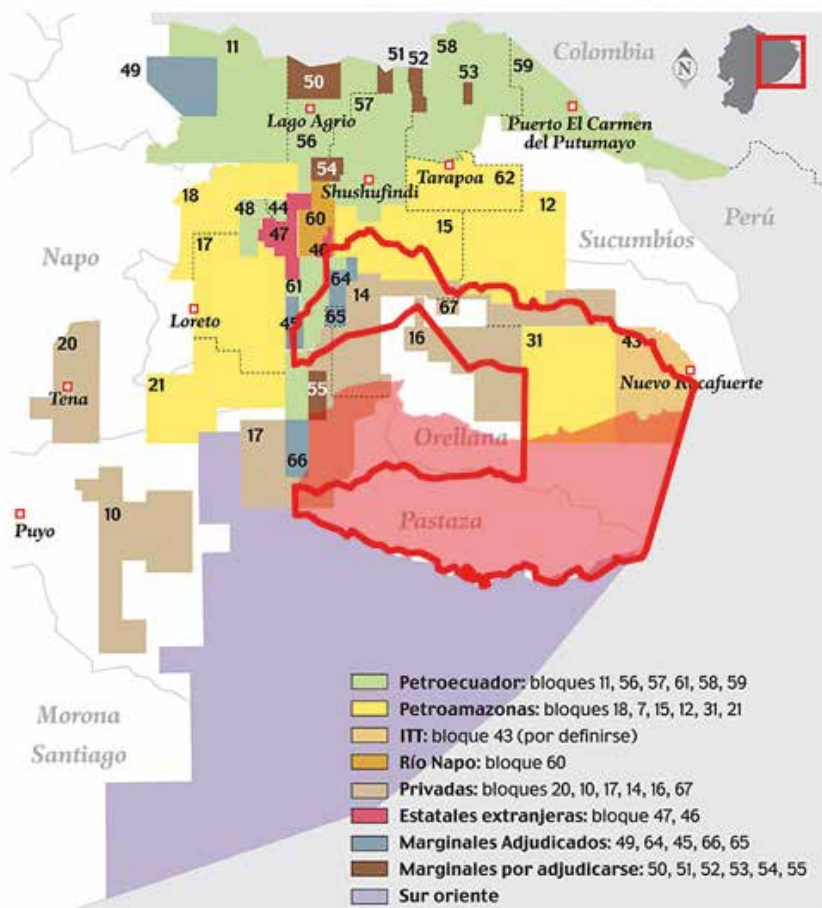 11
51
52
58
Colombia
49
50
53
59
N
57
Lago Agrio
Puerto El Carmen
del Putumayo
56
54
Shushufindi
Tarapoa
62
18
48
44
60
15
12
Perú
Napo
17
47
46
Sucumbíos
61
64
14
67
Loreto
45
65
16
31
43
20
Tena
21
55
Nuevo Rocafuerte
17
66
Orellana
10
Puyo
Pastaza
Morona
Santiago
Petroecuador: bloques 11, 56, 57, 61, 58, 59
Petroamazonas: bloques 18, 7, 15, 12, 31, 21
ITT: bloque 43 (por definirse)
Río Napo: bloque 60
Privadas: bloques 20, 10, 17, 14, 16, 67
Estatales extranjeras: bloque 47, 46
Marginales Adjudicados: 49, 64, 45, 66, 65
Marginales por adjudicarse: 50, 51, 52, 53, 54, 55
Sur oriente